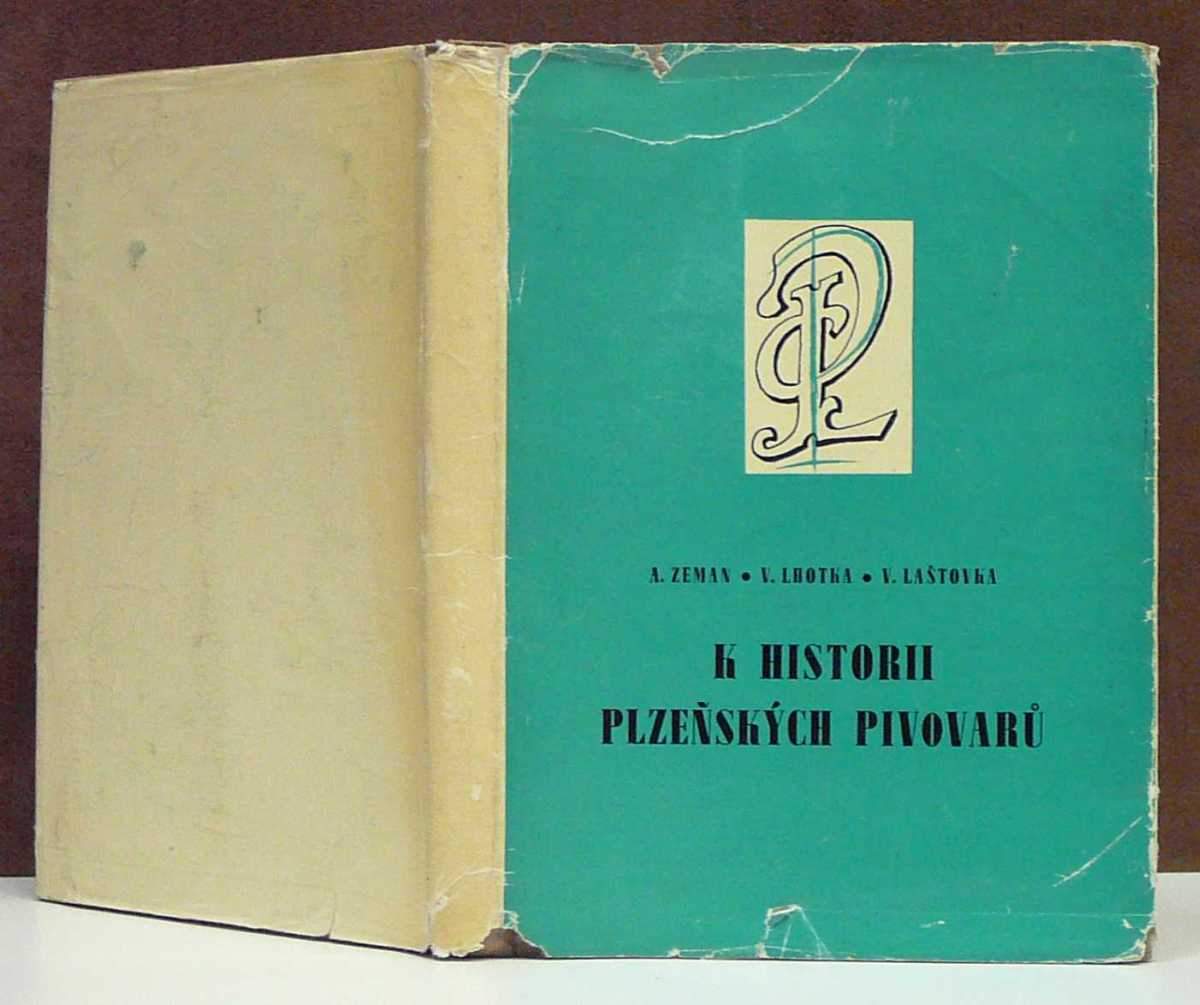 A. ZEMAN • V. LHOTKA • V. LAŠTOVKA
K HISTORII
PLZEŇSKÝCH PIVOVARŮ